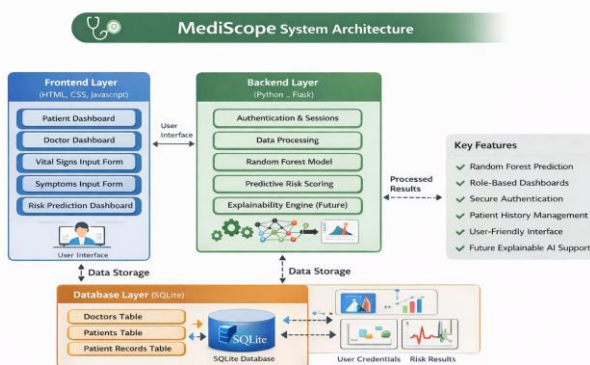 MediScope System Architecture
Frontend Layer
(HTML, CSS, Javascript)
Patient Dashboard
Doctor Dashboard
Vital Signs Input Form
Symptoms Input Form
Risk Prediction Dashboard
User Interface
User
Interface
Backend Layer
(Python .. Flask)
Authentication & Sessions
Data Processing
Random Forest Model
Predictive Risk Scoring
Explainability Engine (Future)
Processed
Results
Key Features
Random Forest Prediction
Role-Based Dashboards
Secure Authentication
Patient History Management
User-Friendly Interface
Future Explainable AI Support
Data Storage
Data Storage
Database Layer (SQLite)
Doctors Table
Patients Table
Patient Records Table
SQLite
SQLite Database
User Credentials
Risk Results